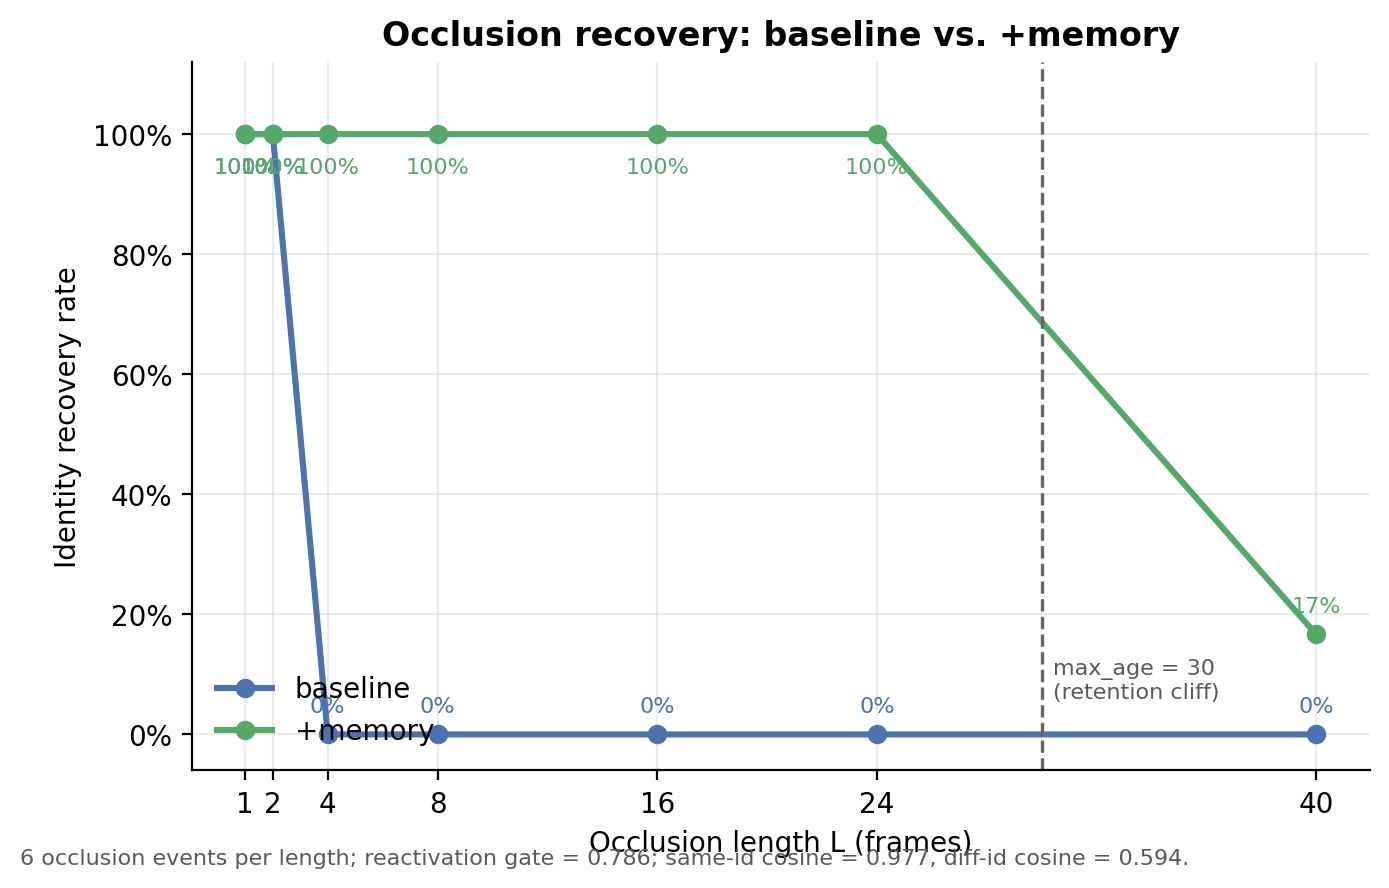 Occlusion recovery: baseline vs. +memory
Identity recovery rate
100%
80%
60%
40%
20%
0%
100%
100%
100%
100%
100%
100%
17%
max_age = 30
(retention cliff)
baseline
+memory
0%
0%
0%
0%
0%
1 2 4 8 16 24 40
Occlusion length L (frames)
6 occlusion events per length; reactivation gate = 0.786; same-id cosine = 0.977, diff-id cosine = 0.594.